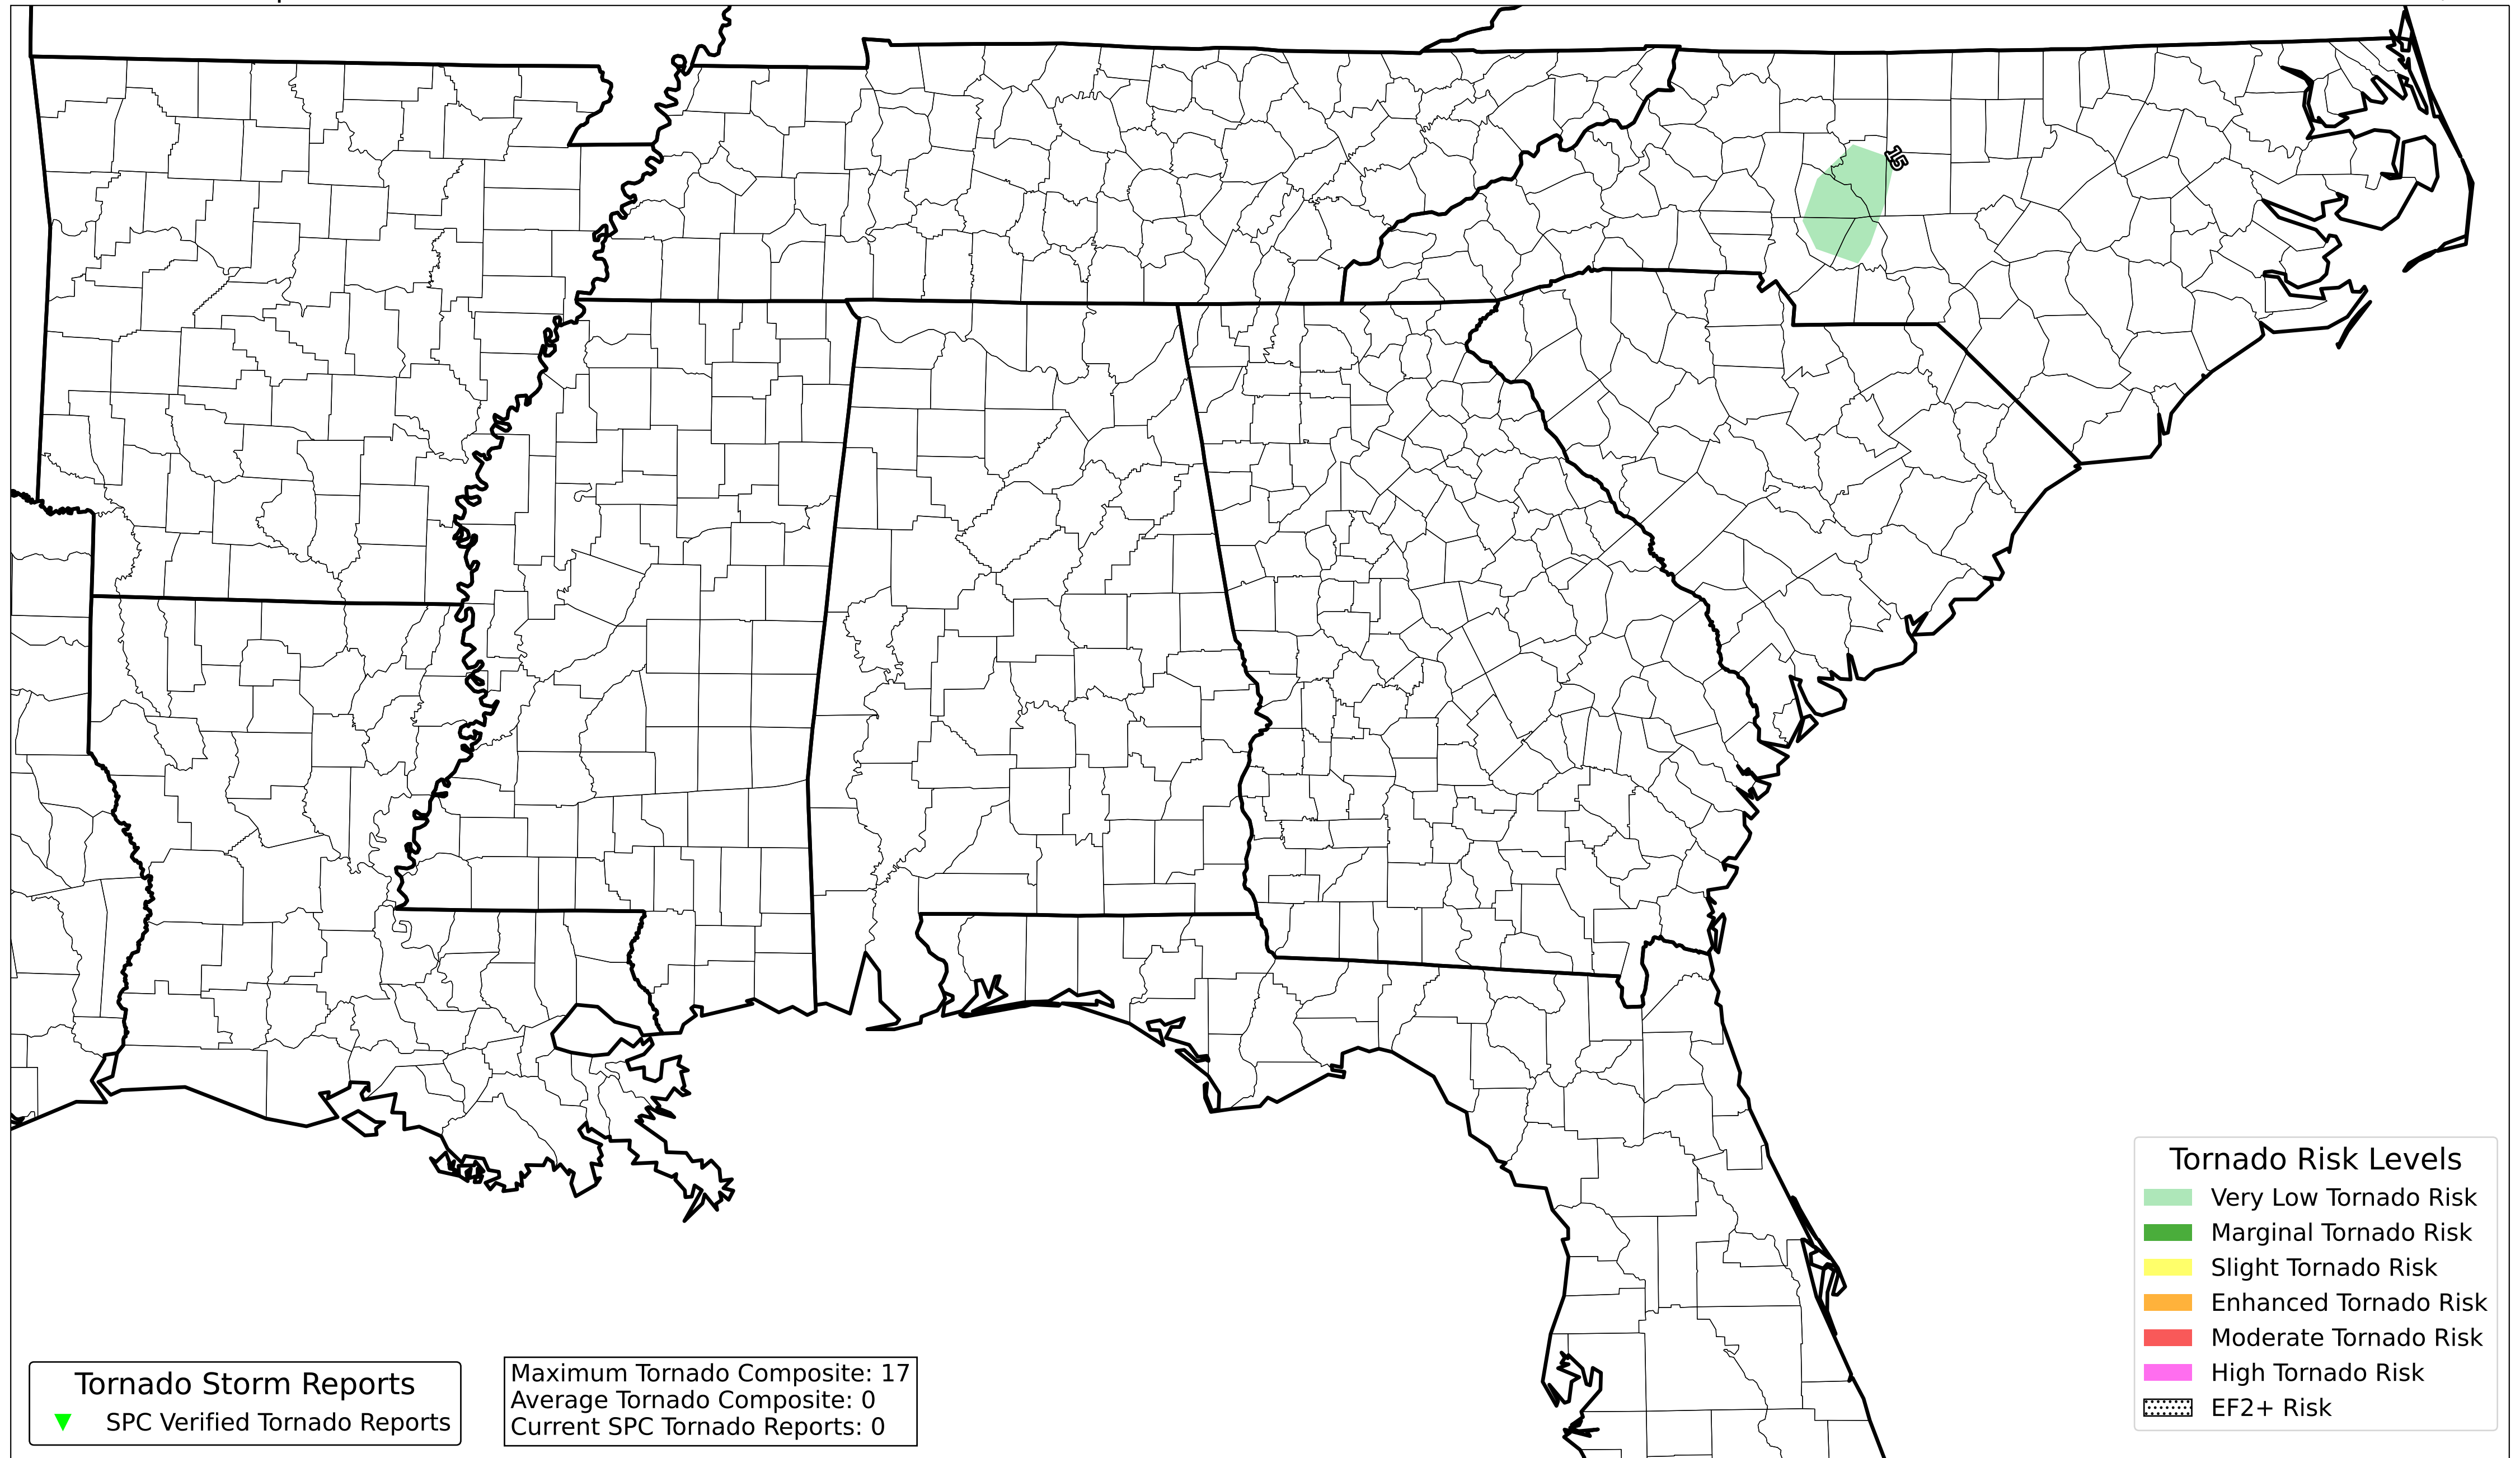 15
Tornado Risk Levels
Very Low Tornado Risk
Marginal Tornado Risk
Slight Tornado Risk
Enhanced Tornado Risk
Moderate Tornado Risk
High Tornado Risk
EF2+ Risk
Tornado Storm Reports
SPC Verified Tornado Reports
Maximum Tornado Composite: 17
Average Tornado Composite: 0
Current SPC Tornado Reports: 0